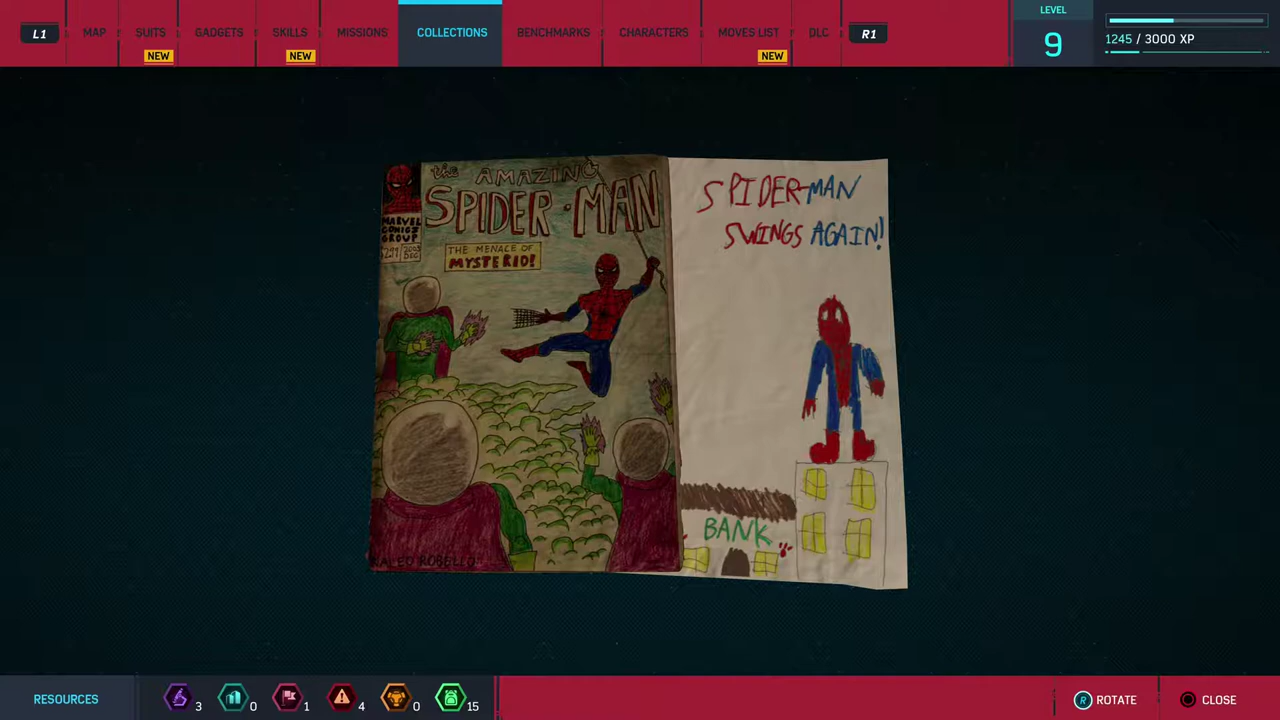 L1
MAP
SUITS
GADGETS
SKILLS
MISSIONS
COLLECTIONS
BENCHMARKS
CHARACTERS
MOVES LIST
DLC
R1
NEW
NEW
NEW
LEVEL
9
1245 / 3000 XP
the AMAZING
SPIDER-MAN
MARVEL
COMICS
GROUP
THE MENACE OF
MYSTERIO!
SPIDER-MAN
SWINGS AGAIN!
BANK
RESOURCES
3
0
1
4
0
15
R ROTATE
CLOSE